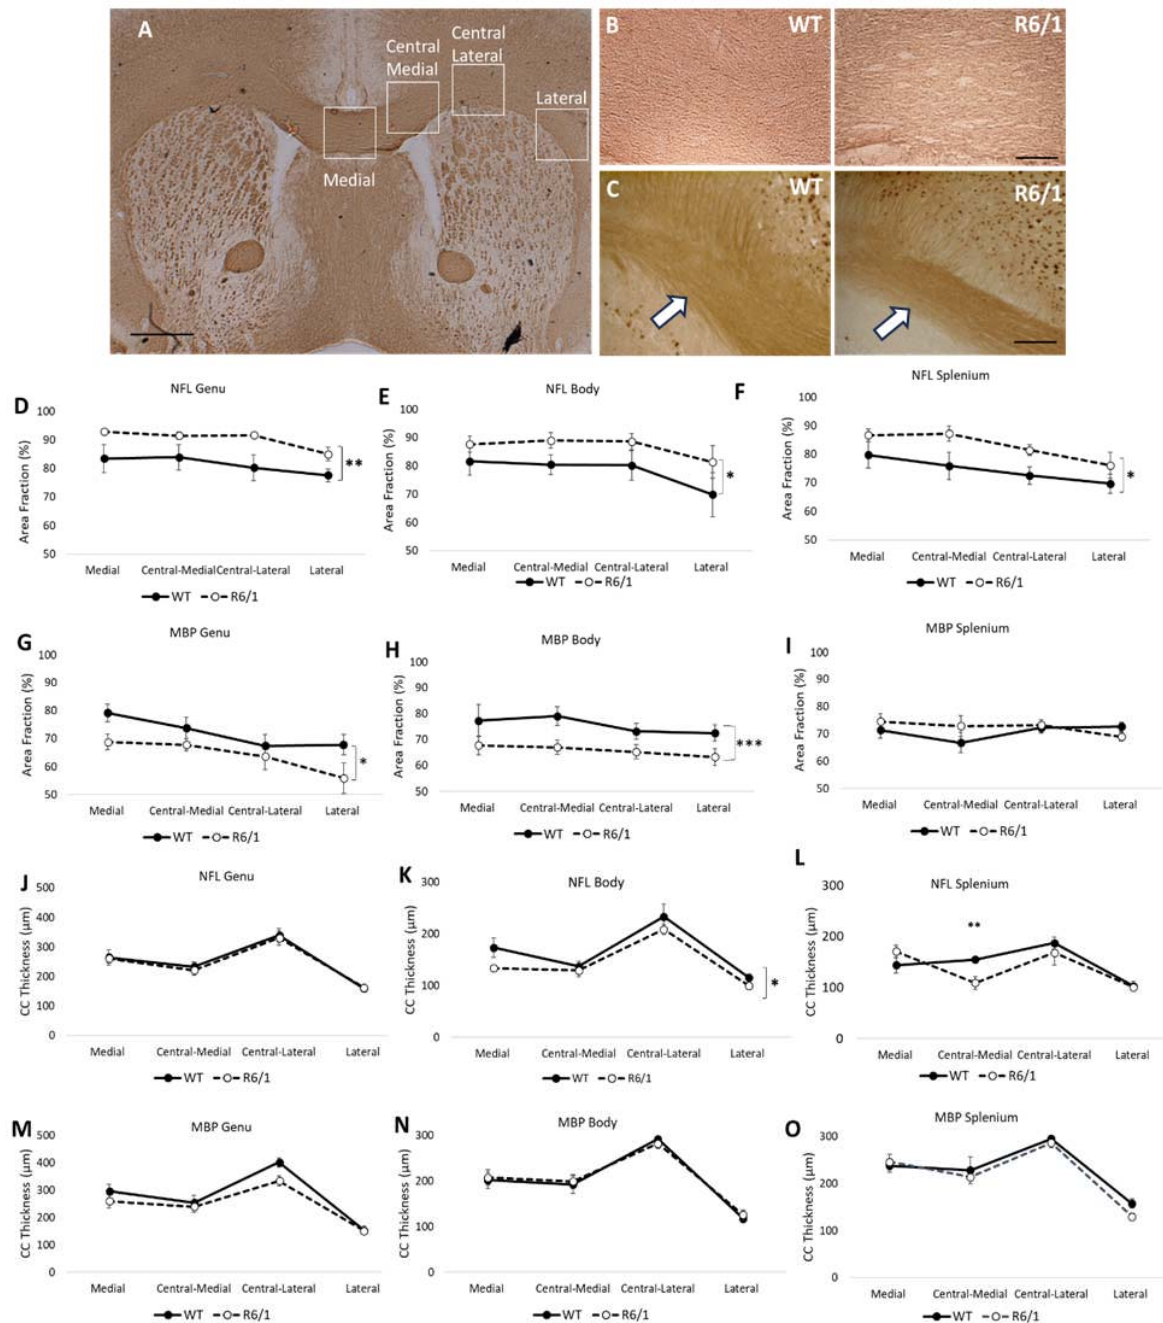 A
Central
Medial
Central
Lateral
Lateral
Medial
B
WT
R6/1
C
WT
R6/1
D
NFL Genu
Area Fraction (%)
100
90
80
70
60
50
**
Medial
Central-Medial
Central-Lateral
Lateral
WT
R6/1
E
NFL Body
Area Fraction (%)
100
90
80
70
60
50
*
Medial
Central-Medial
Central-Lateral
Lateral
WT
R6/1
F
NFL Splenium
Area Fraction (%)
100
90
80
70
60
50
*
Medial
Central-Medial
Central-Lateral
Lateral
WT
R6/1
G
MBP Genu
Area Fraction (%)
100
90
80
70
60
50
*
Medial
Central-Medial
Central-Lateral
Lateral
WT
R6/1
H
MBP Body
Area Fraction (%)
100
90
80
70
60
50
***
Medial
Central-Medial
Central-Lateral
Lateral
WT
R6/1
I
MBP Splenium
Area Fraction (%)
100
90
80
70
60
50
Medial
Central-Medial
Central-Lateral
Lateral
WT
R6/1
J
NFL Genu
CC Thickness (μm)
500
400
300
200
100
0
Medial
Central-Medial
Central-Lateral
Lateral
WT
R6/1
K
NFL Body
CC Thickness (μm)
300
200
100
0
*
Medial
Central-Medial
Central-Lateral
Lateral
WT
R6/1
L
NFL Splenium
CC Thickness (μm)
300
200
100
0
**
Medial
Central-Medial
Central-Lateral
Lateral
WT
R6/1
M
MBP Genu
CC Thickness (μm)
500
400
300
200
100
0
Medial
Central-Medial
Central-Lateral
Lateral
WT
R6/1
N
MBP Body
CC Thickness (μm)
300
200
100
0
Medial
Central-Medial
Central-Lateral
Lateral
WT
R6/1
O
MBP Splenium
CC Thickness (μm)
300
200
100
0
Medial
Central-Medial
Central-Lateral
Lateral
WT
R6/1